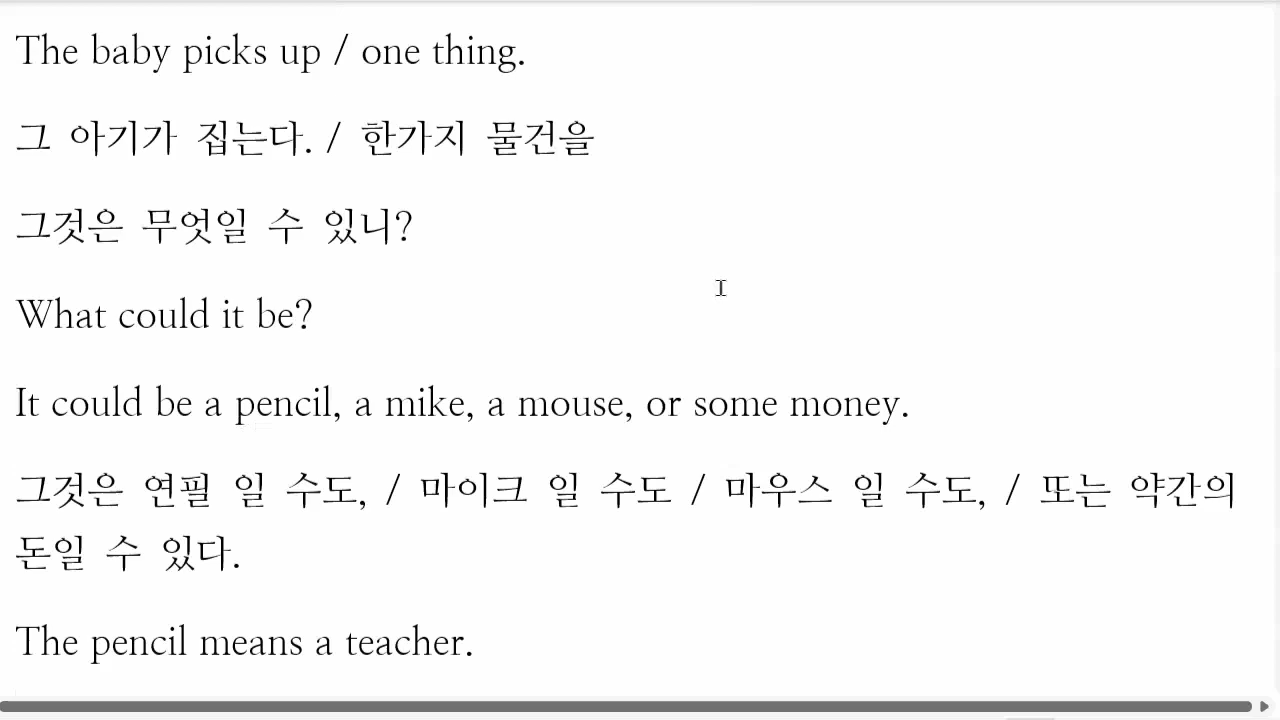 The baby picks up / one thing.
그 아기가 집는다. / 한가지 물건을
그것은 무엇일 수 있니?
What could it be?
It could be a pencil, a mike, a mouse, or some money.
그것은 연필 일 수도, / 마이크 일 수도 / 마우스 일 수도, / 또는 약간의
돈일 수 있다.
The pencil means a teacher.